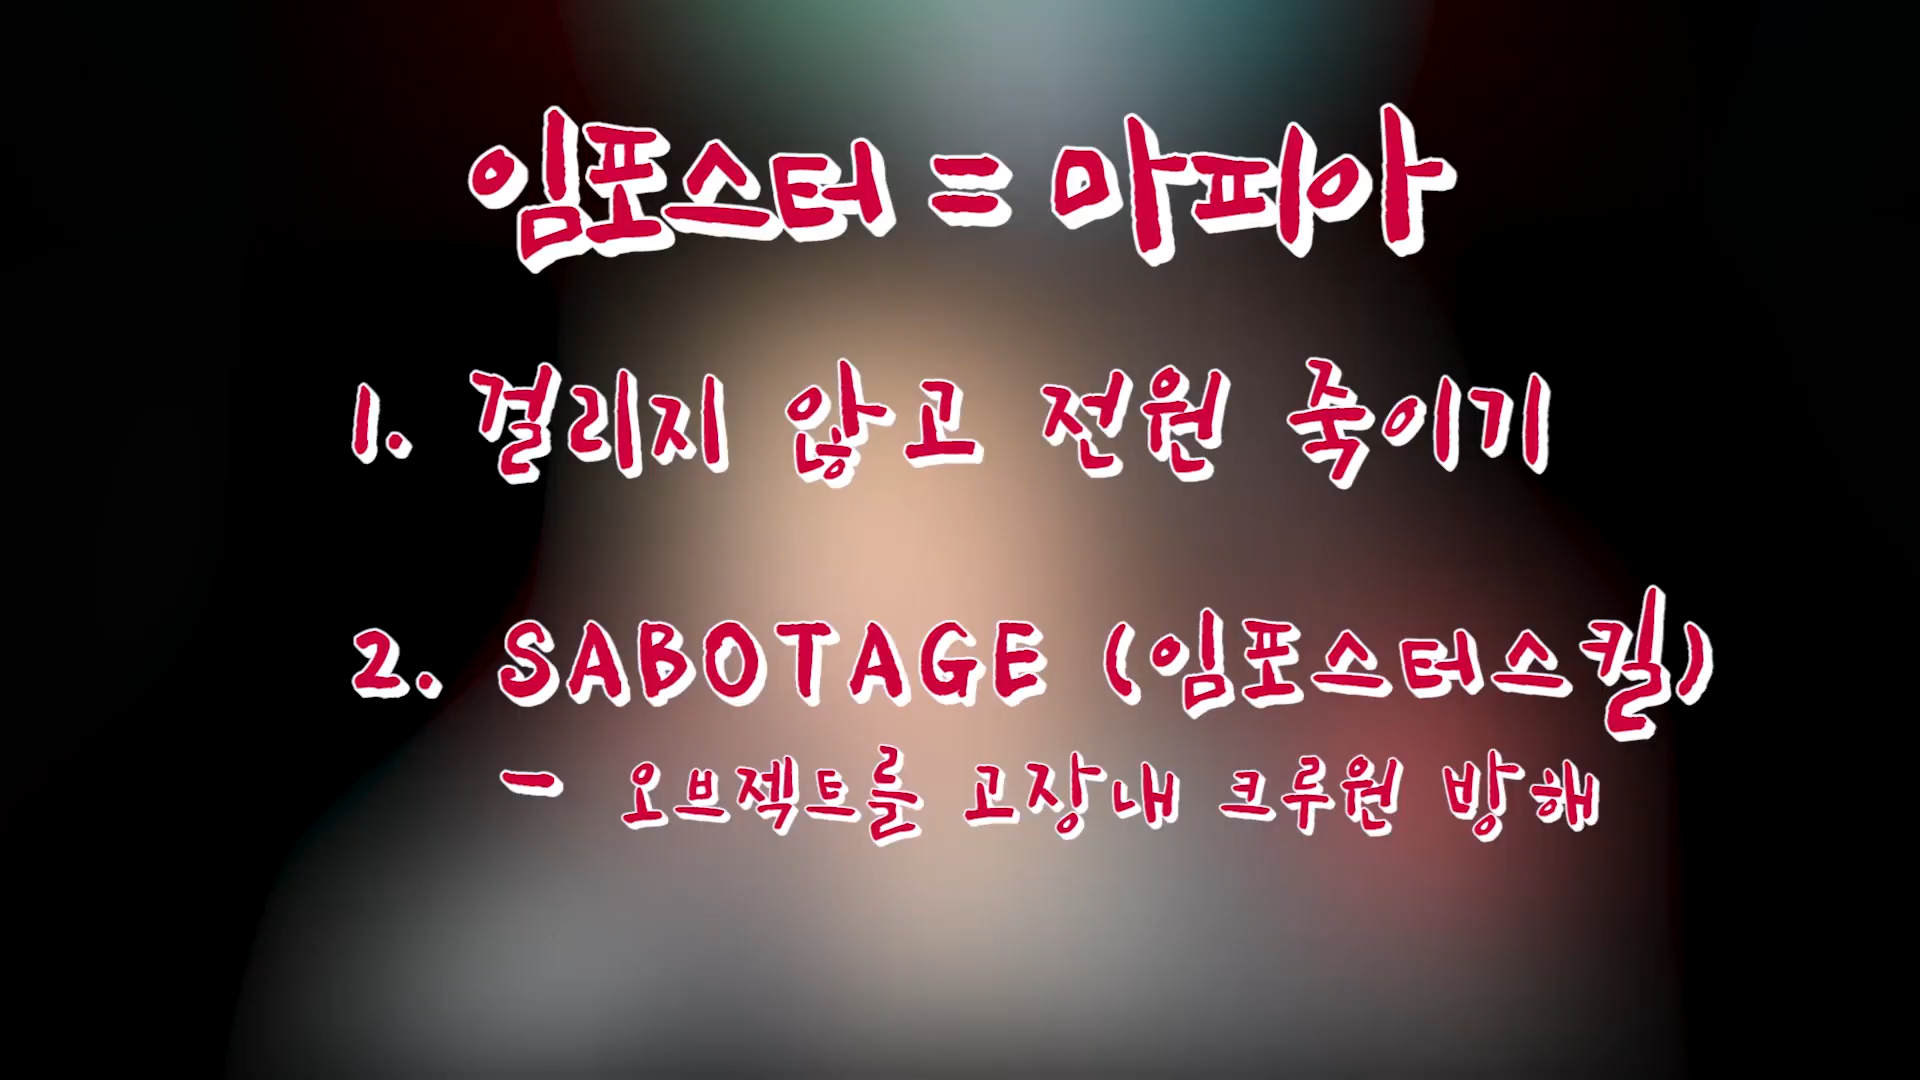 임포스터 = 마피아
1. 걸리지 않고 전원 죽이기
2. SABOTAGE (임포스터스킬)
- 오브젝트를 고장내 크루원 방해